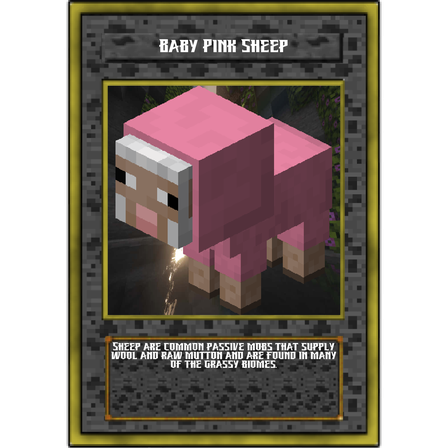 Baby Pink Sheep
Sheep are common passive mobs that supply
wool and raw mutton and are found in many
of the grassy biomes.